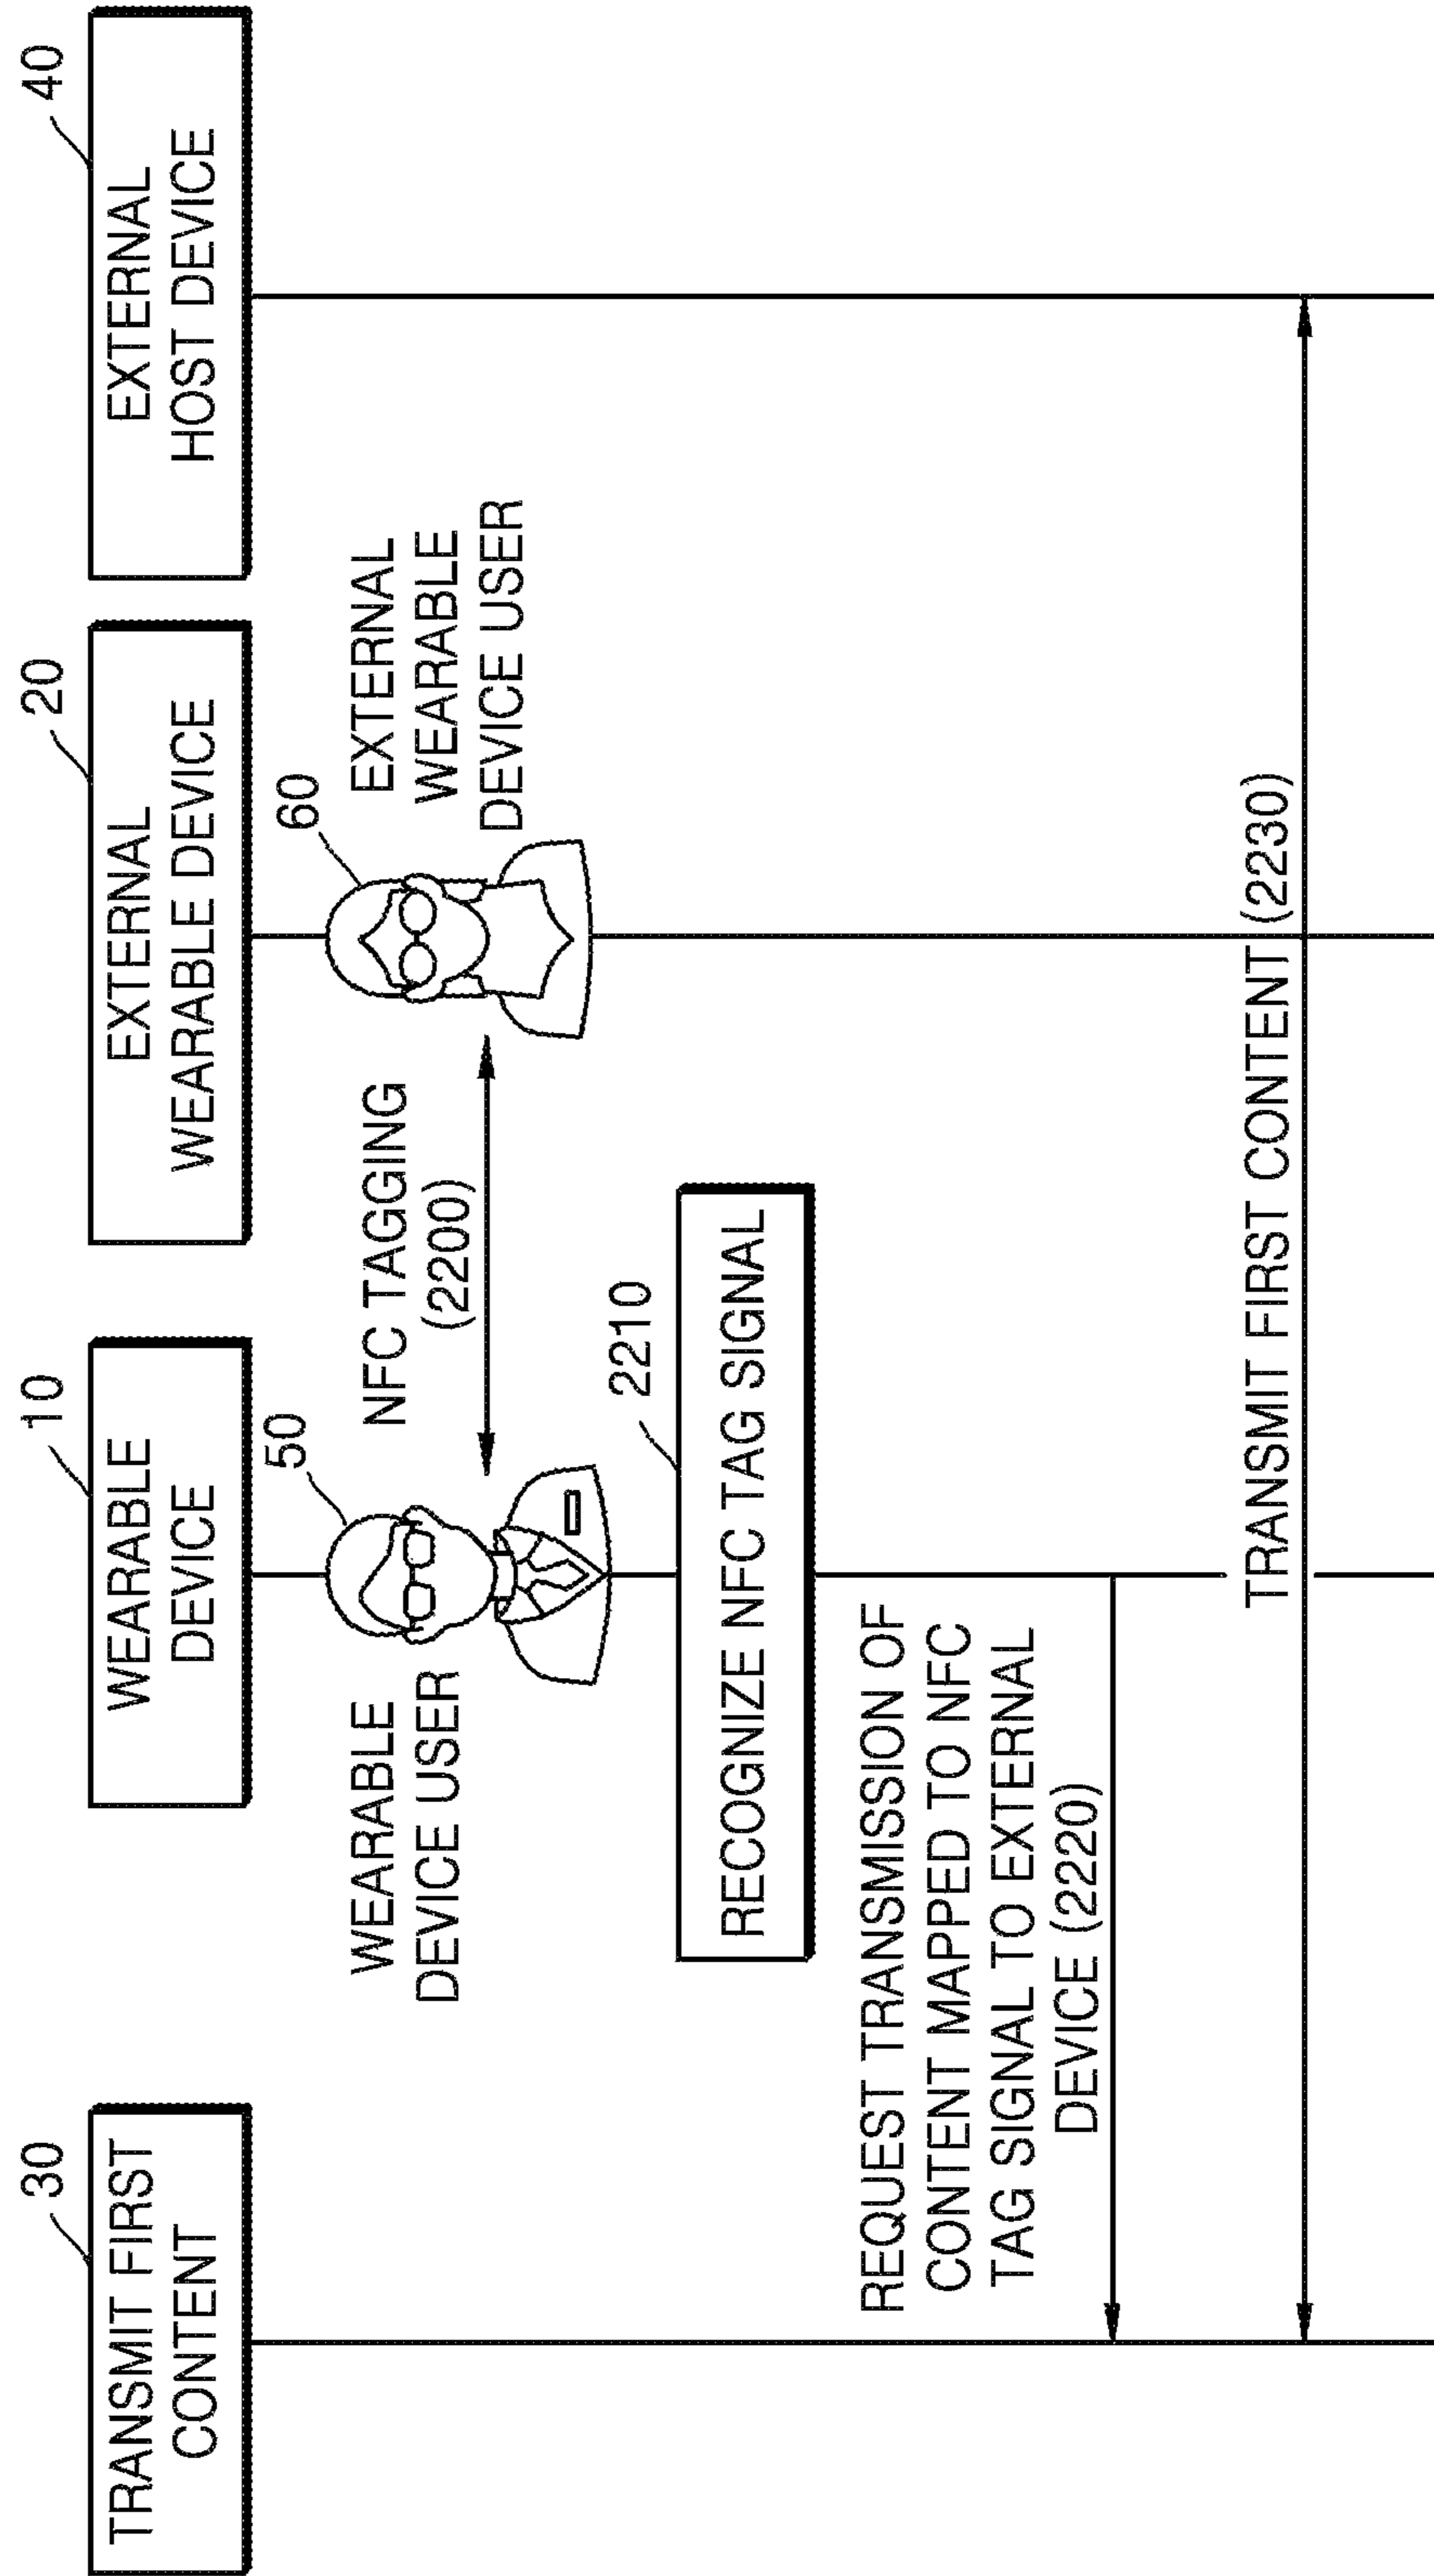 30
TRANSMIT FIRST
CONTENT
10
WEARABLE
DEVICE
20
EXTERNAL
WEARABLE DEVICE
40
EXTERNAL
HOST DEVICE
WEARABLE
DEVICE USER
50
NFC TAGGING
(2200)
60
EXTERNAL
WEARABLE
DEVICE USER
2210
RECOGNIZE NFC TAG SIGNAL
REQUEST TRANSMISSION OF
CONTENT MAPPED TO NFC
TAG SIGNAL TO EXTERNAL
DEVICE (2220)
TRANSMIT FIRST CONTENT (2230)